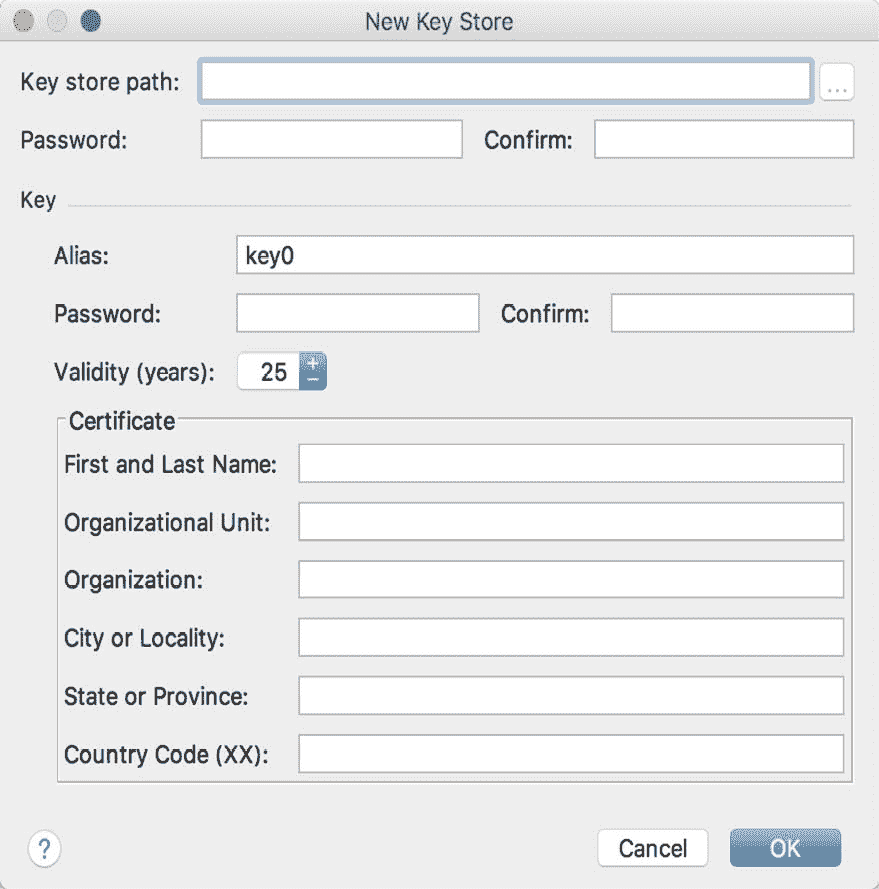 New Key Store
Key store path: ...
Password: Confirm:
Key
Alias: key0
Password: Confirm:
Validity (years): 25 + −
Certificate
First and Last Name:
Organizational Unit:
Organization:
City or Locality:
State or Province:
Country Code (XX):
? Cancel OK